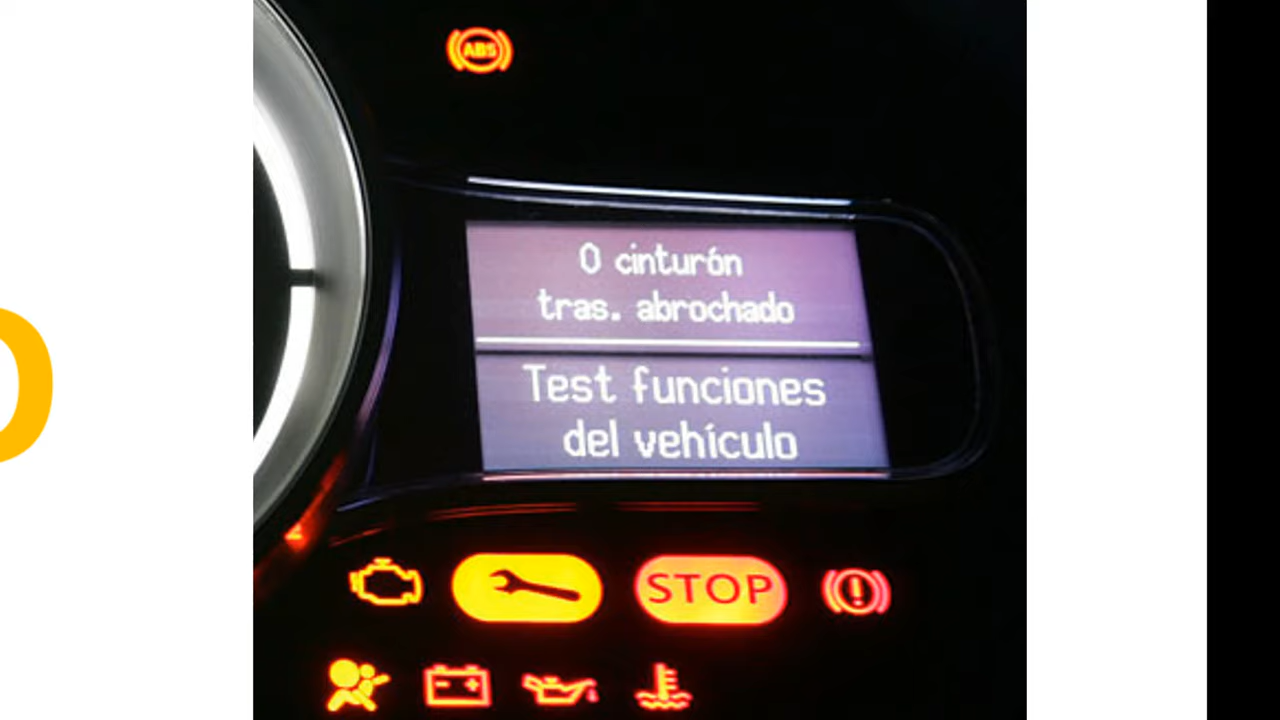 ABS
0 cinturón
tras. abrochado
Test funciones
del vehículo
STOP